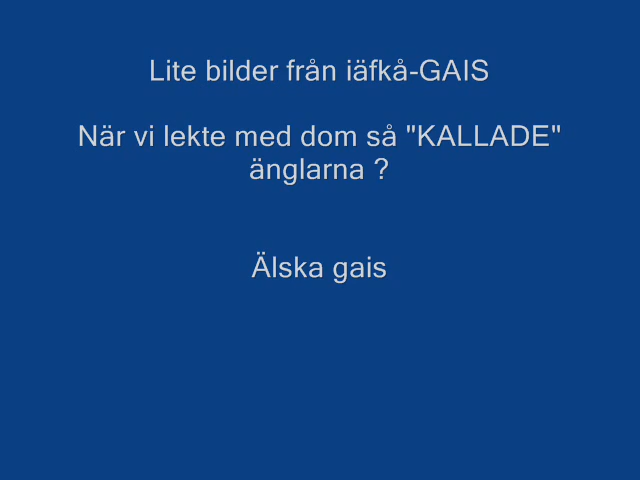 Lite bilder från iäfkå-GAIS
När vi lekte med dom så "KALLADE"
änglarna ?
Älska gais